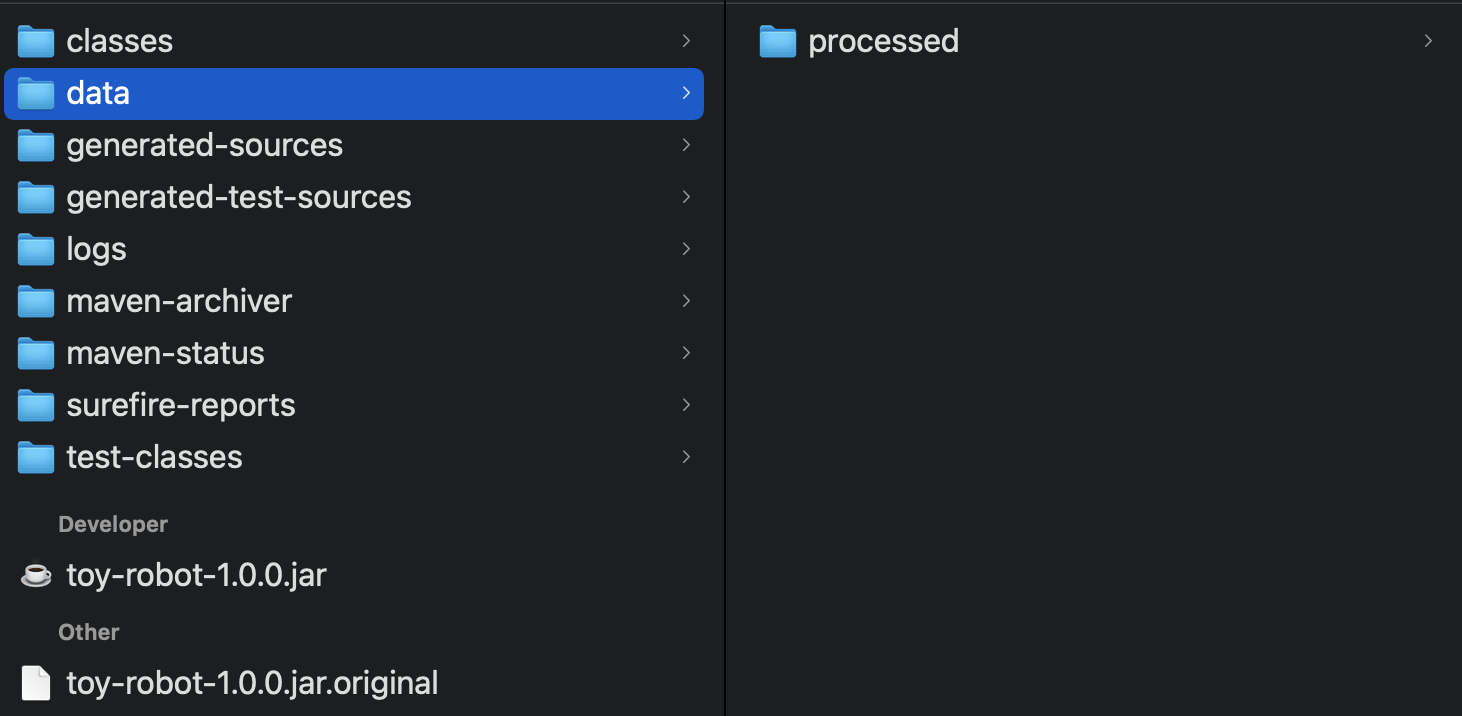 classes
data
generated-sources
generated-test-sources
logs
maven-archiver
maven-status
surefire-reports
test-classes
Developer
toy-robot-1.0.0.jar
Other
toy-robot-1.0.0.jar.original
processed